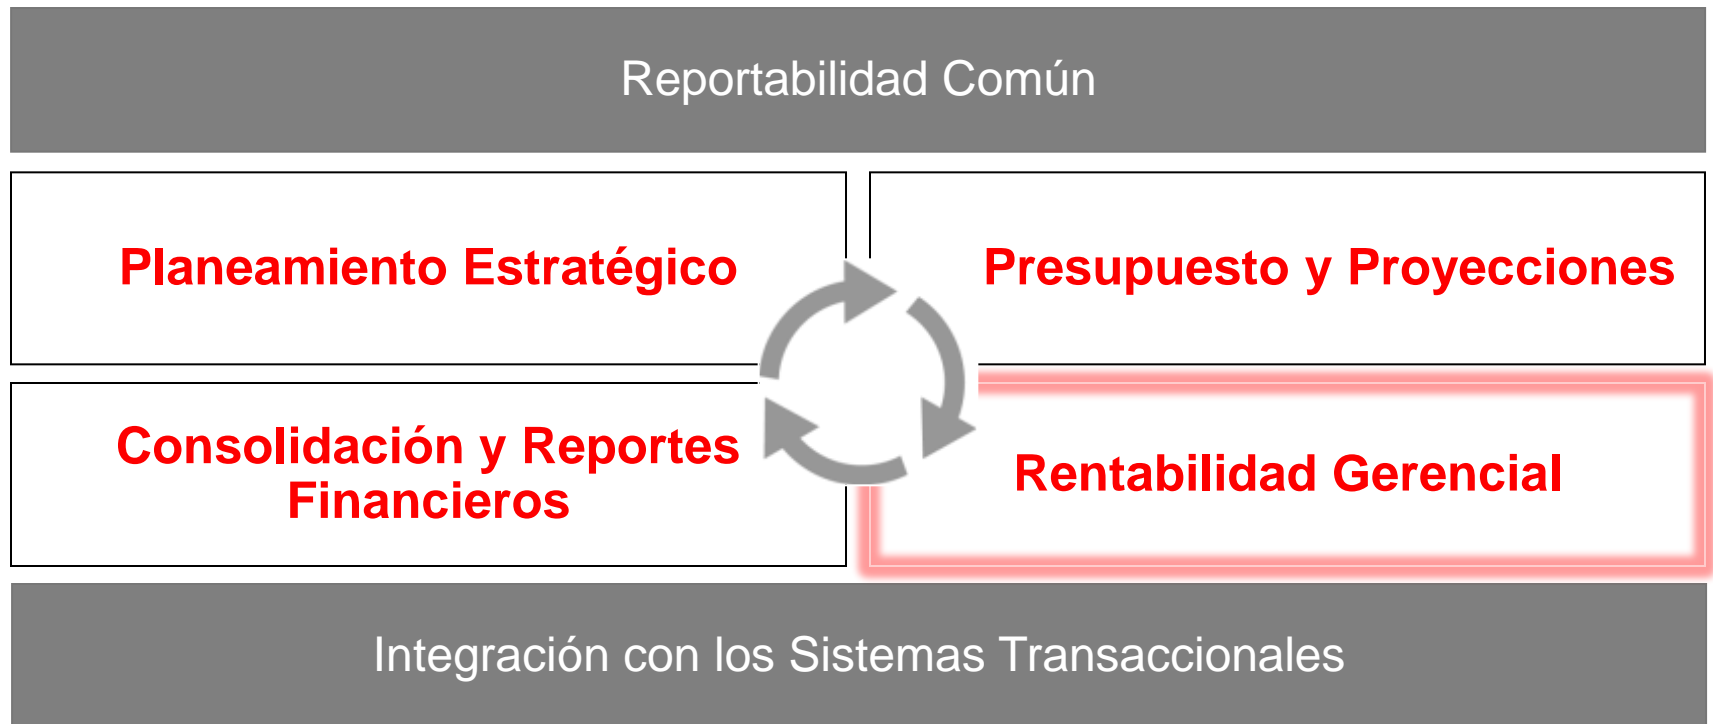 Reportabilidad Común
Planeamiento Estratégico
Presupuesto y Proyecciones
Consolidación y Reportes
Financieros
Rentabilidad Gerencial
Integración con los Sistemas Transaccionales